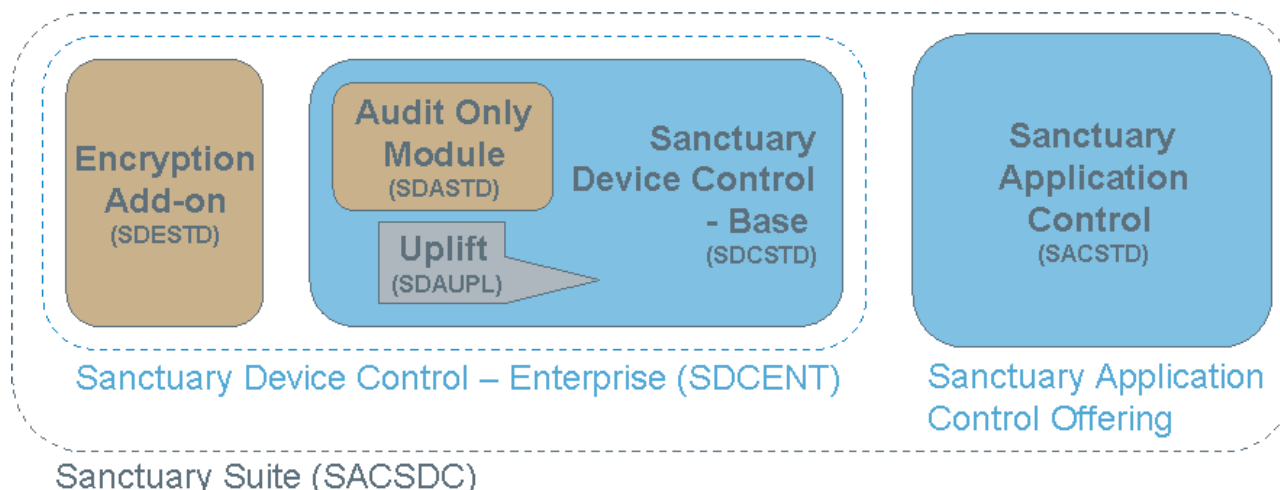 Encryption
Add-on
(SDESTD)
Audit Only
Module
(SDASTD)
Uplift
(SDAUPL)
Sanctuary
Device Control
- Base
(SDCSTD)
Sanctuary
Application
Control
(SACSTD)
Sanctuary Device Control – Enterprise (SDCENT)
Sanctuary Application
Control Offering
Sanctuary Suite (SACSDC)